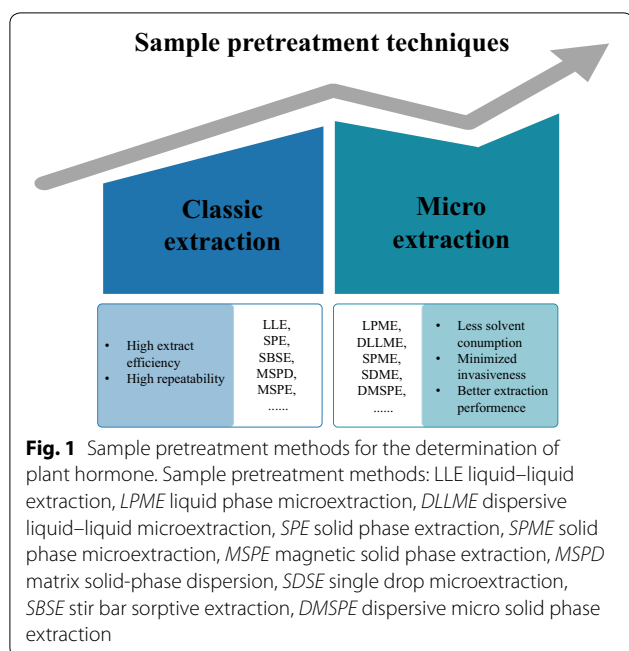 Sample pretreatment techniques
Classic
extraction
Micro
extraction
• High extract
efficiency
• High repeatability
LLE,
SPE,
SBSE,
MSPD,
MSPE,
......
LPME,
DLLME,
SPME,
SDME,
DMSPE,
......
• Less solvent
conumption
• Minimized
invasiveness
• Better extraction
performence
Fig. 1 Sample pretreatment methods for the determination of
plant hormone. Sample pretreatment methods: LLE liquid–liquid
extraction, LPME liquid phase microextraction, DLLME dispersive
liquid–liquid microextraction, SPE solid phase extraction, SPME solid
phase microextraction, MSPE magnetic solid phase extraction, MSPD
matrix solid-phase dispersion, SDSE single drop microextraction,
SBSE stir bar sorptive extraction, DMSPE dispersive micro solid phase
extraction